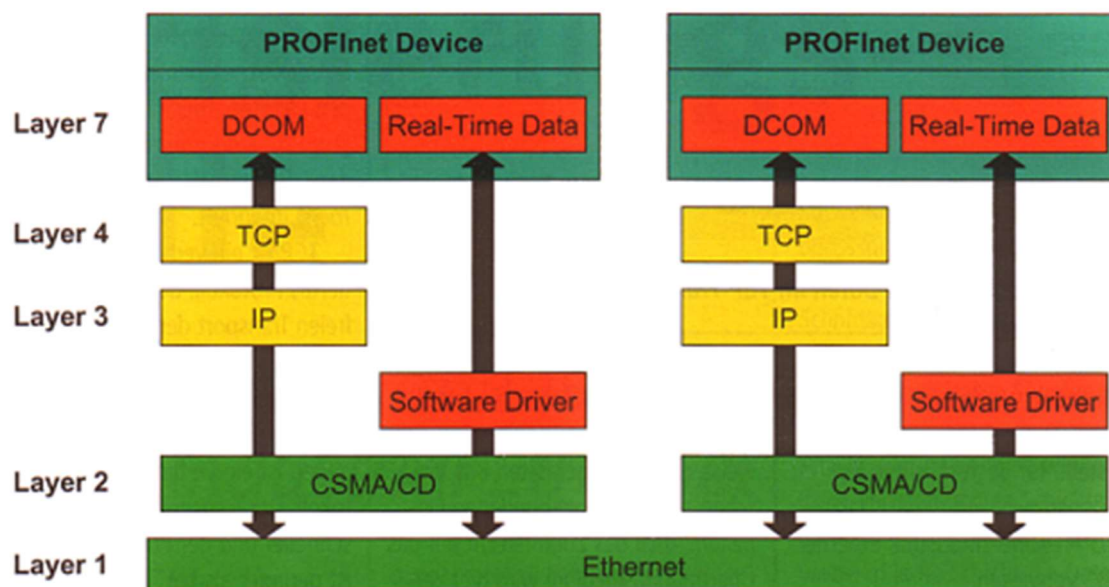 PROFInet Device PROFInet Device
Layer 7 DCOM Real-Time Data DCOM Real-Time Data
Layer 4 TCP TCP
Layer 3 IP IP
Software Driver Software Driver
Layer 2 CSMA/CD CSMA/CD
Layer 1 Ethernet